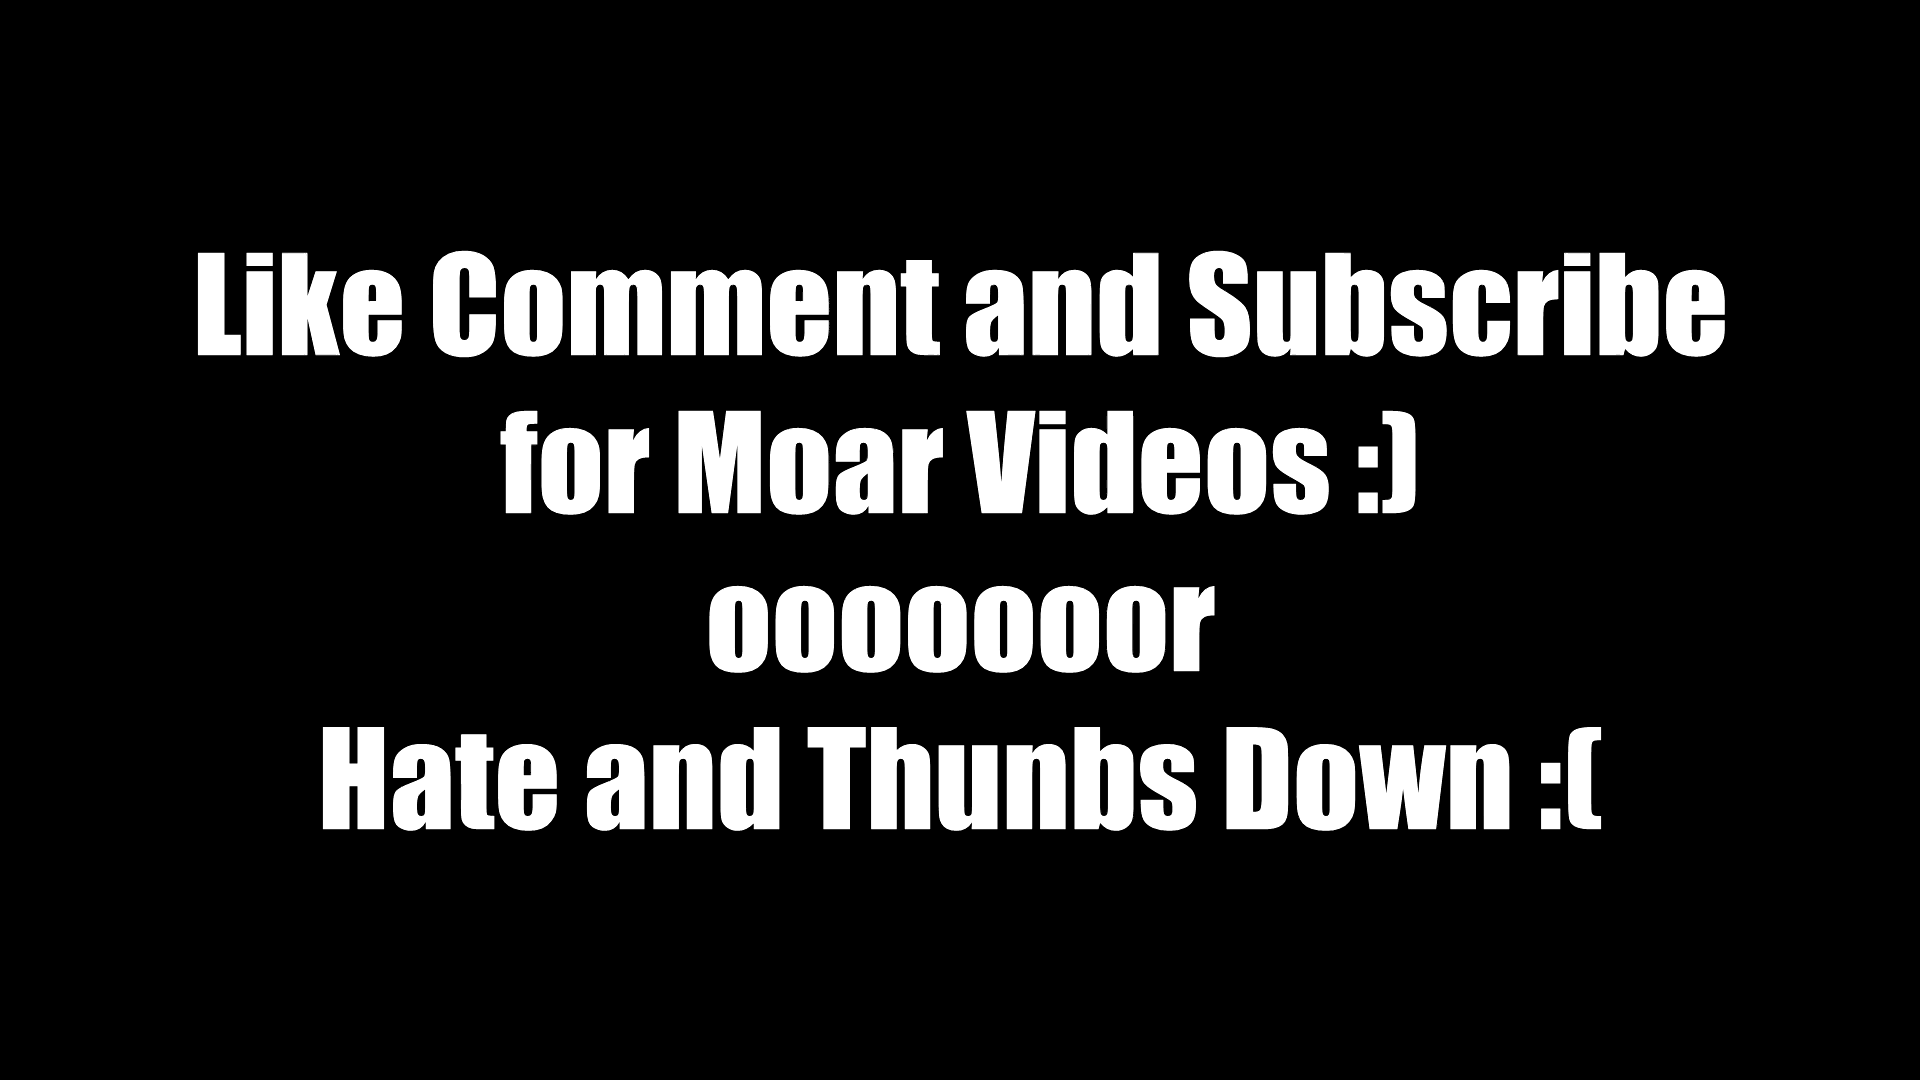 Like Comment and Subscribe
for Moar Videos :)
ooooooor
Hate and Thunbs Down :(